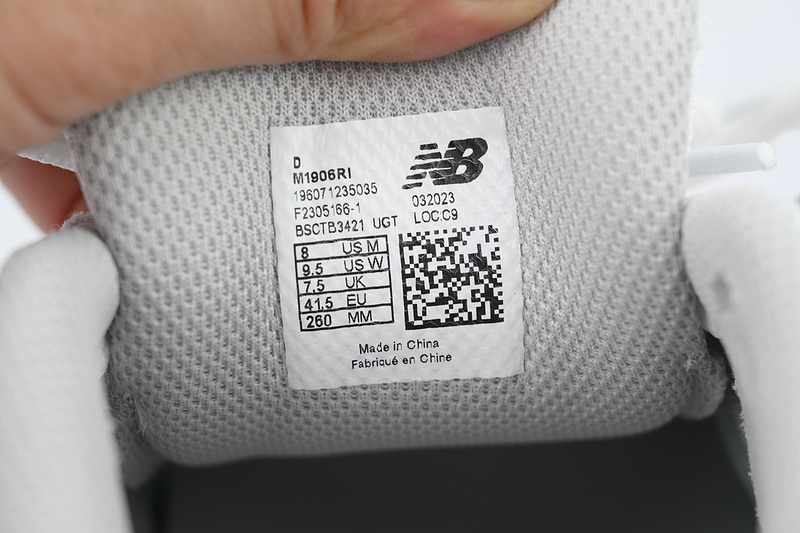 D
M1906RI
196071235035
F2305166-1
BSCTB3421 UGT
NB
032023
LOC:C9
8 US M
9.5 US W
7.5 UK
41.5 EU
260 MM
Made in China
Fabriqué en Chine